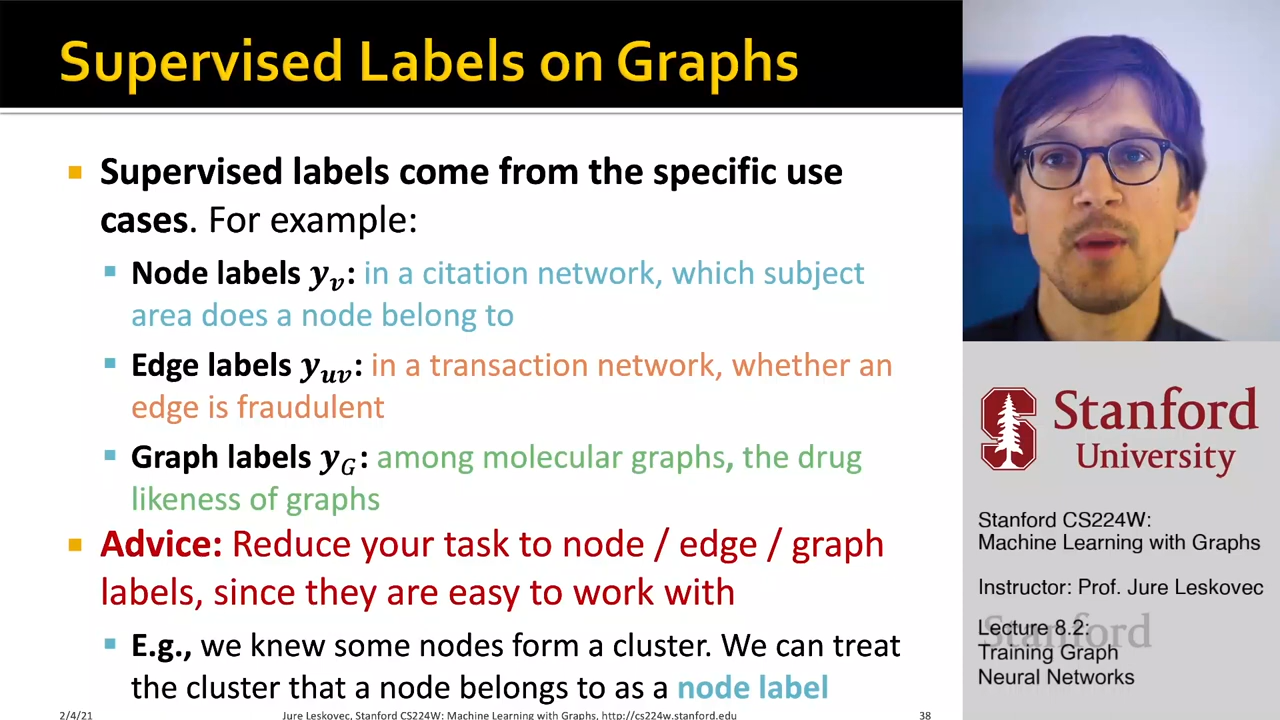 Supervised Labels on Graphs
Supervised labels come from the specific use
cases. For example:
Node labels y_v: in a citation network, which subject
area does a node belong to
Edge labels y_uv: in a transaction network, whether an
edge is fraudulent
Graph labels y_G: among molecular graphs, the drug
likeness of graphs
Advice: Reduce your task to node / edge / graph
labels, since they are easy to work with
E.g., we knew some nodes form a cluster. We can treat
the cluster that a node belongs to as a node label
2/4/21
Jure Leskovec, Stanford CS224W: Machine Learning with Graphs, http://cs224w.stanford.edu
38
S
Stanford
University
Stanford CS224W:
Machine Learning with Graphs
Instructor: Prof. Jure Leskovec
Stanford
Lecture 8.2:
Training Graph
Neural Networks